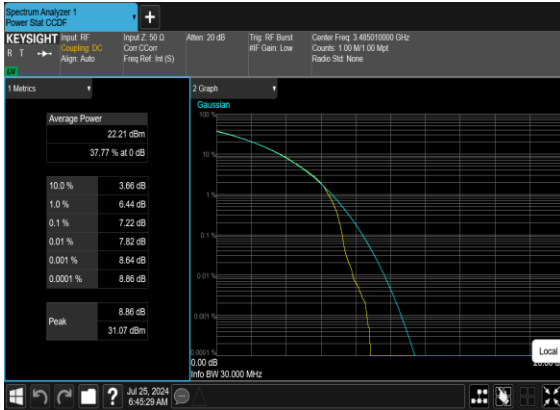 Spectrum Analyzer 1
Power Stat CCDF
KEYSIGHT
R T
Input: RF
Coupling: DC
Align: Auto
Input Z: 50 Ω
Corr CCorr
Freq Ref: Int (S)
Atten: 20 dB
Trig: RF Burst
#IF Gain: Low
Center Freq: 3.485010000 GHz
Counts: 1.00 M/1.00 Mpt
Radio Std: None
1 Metrics
Average Power
22.21 dBm
37.77 % at 0 dB
10.0 % 3.66 dB
1.0 % 6.44 dB
0.1 % 7.22 dB
0.01 % 7.82 dB
0.001 % 8.64 dB
0.0001 % 8.86 dB
Peak
8.86 dB
31.07 dBm
2 Graph
Gaussian
100 %
10 %
1 %
0.1 %
0.01 %
0.001 %
0.0001 %
0.00 dB
Info BW 30.000 MHz
Local
Jul 25, 2024
6:45:29 AM